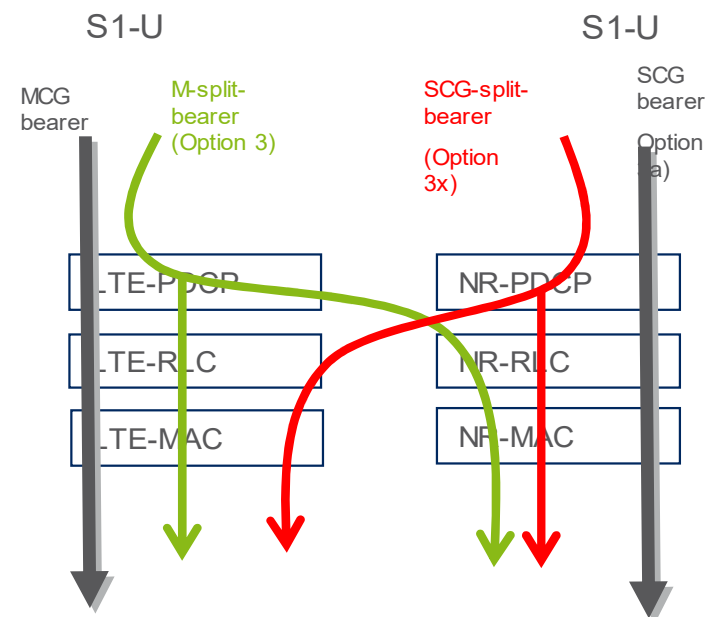 S1-U
S1-U
MCG
bearer
M-split-
bearer
(Option 3)
SCG-split-
bearer
(Option
3x)
SCG
bearer
Option
a)
LTE-PDCP
NR-PDCP
LTE-RLC
NR-RLC
LTE-MAC
NR-MAC